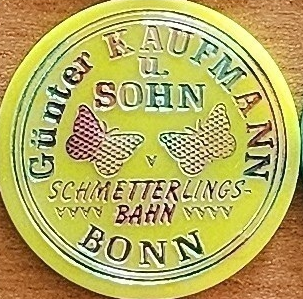 Günter KAUFMANN
u.
SOHN
SCHMETTERLINGS-
BAHN
BONN